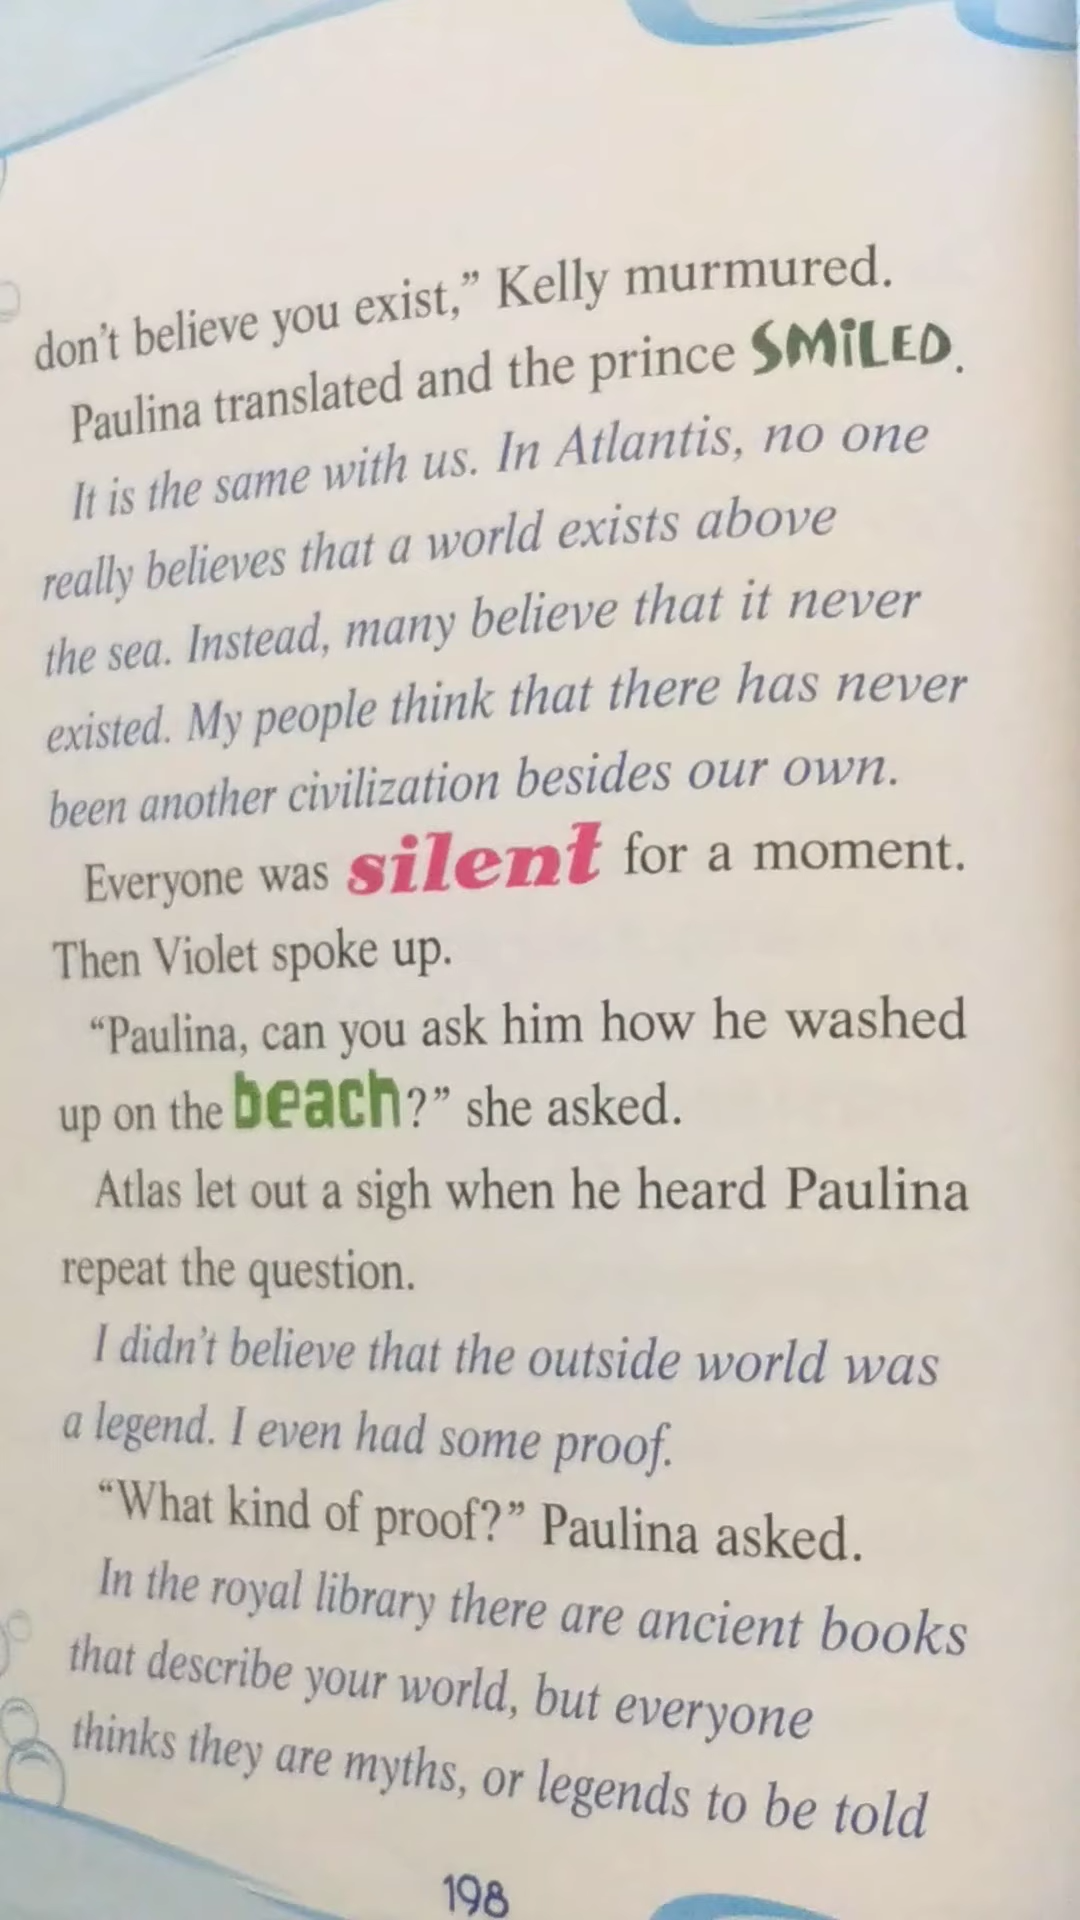 don't believe you exist,” Kelly murmured.
Paulina translated and the prince SMiLED.
It is the same with us. In Atlantis, no one
really believes that a world exists above
the sea. Instead, many believe that it never
existed. My people think that there has never
been another civilization besides our own.
Everyone was silent for a moment.
Then Violet spoke up.
“Paulina, can you ask him how he washed
up on the beach?” she asked.
Atlas let out a sigh when he heard Paulina
repeat the question.
I didn't believe that the outside world was
a legend. I even had some proof.
“What kind of proof?” Paulina asked.
In the royal library there are ancient books
that describe your world, but everyone
thinks they are myths, or legends to be told
198